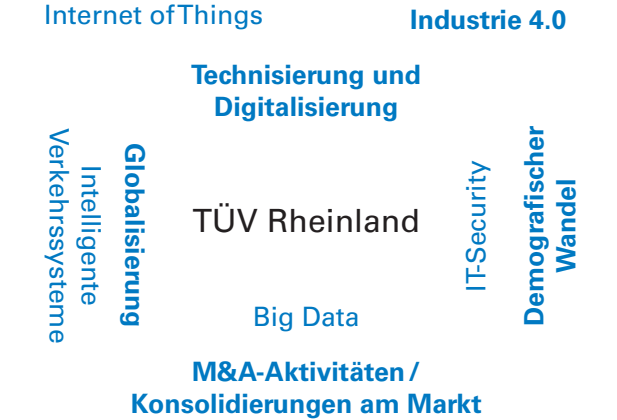 Internet of Things
Industrie 4.0
Technisierung und
Digitalisierung
Intelligente
Verkehrssysteme
Globalisierung
TÜV Rheinland
IT-Security
Demografischer
Wandel
Big Data
M&A-Aktivitäten /
Konsolidierungen am Markt